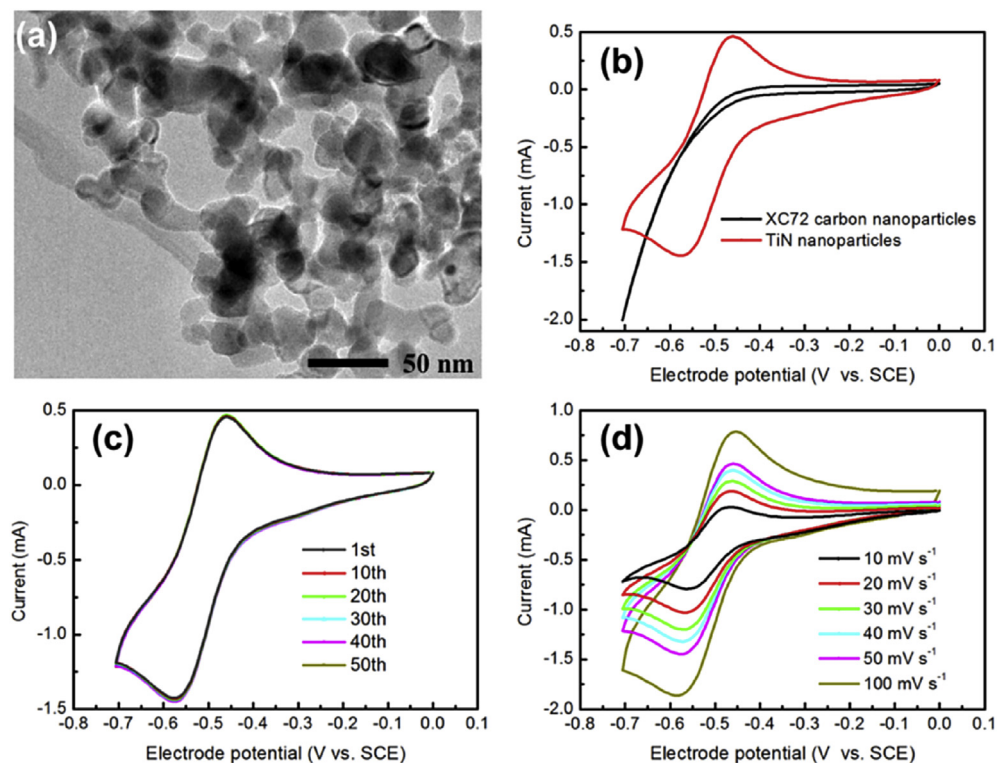 (a)
50 nm
(b)
0.5
0.0
-0.5
-1.0
-1.5
-2.0
Current (mA)
XC72 carbon nanoparticles
TiN nanoparticles
-0.8 -0.7 -0.6 -0.5 -0.4 -0.3 -0.2 -0.1 0.0 0.1
Electrode potential (V vs. SCE)
(c)
0.5
0.0
-0.5
-1.0
-1.5
Current (mA)
1st
10th
20th
30th
40th
50th
-0.8 -0.7 -0.6 -0.5 -0.4 -0.3 -0.2 -0.1 0.0 0.1
Electrode potential (V vs. SCE)
(d)
1.0
0.5
0.0
-0.5
-1.0
-1.5
-2.0
Current (mA)
10 mV s⁻¹
20 mV s⁻¹
30 mV s⁻¹
40 mV s⁻¹
50 mV s⁻¹
100 mV s⁻¹
-0.8 -0.7 -0.6 -0.5 -0.4 -0.3 -0.2 -0.1 0.0 0.1
Electrode potential (V vs. SCE)